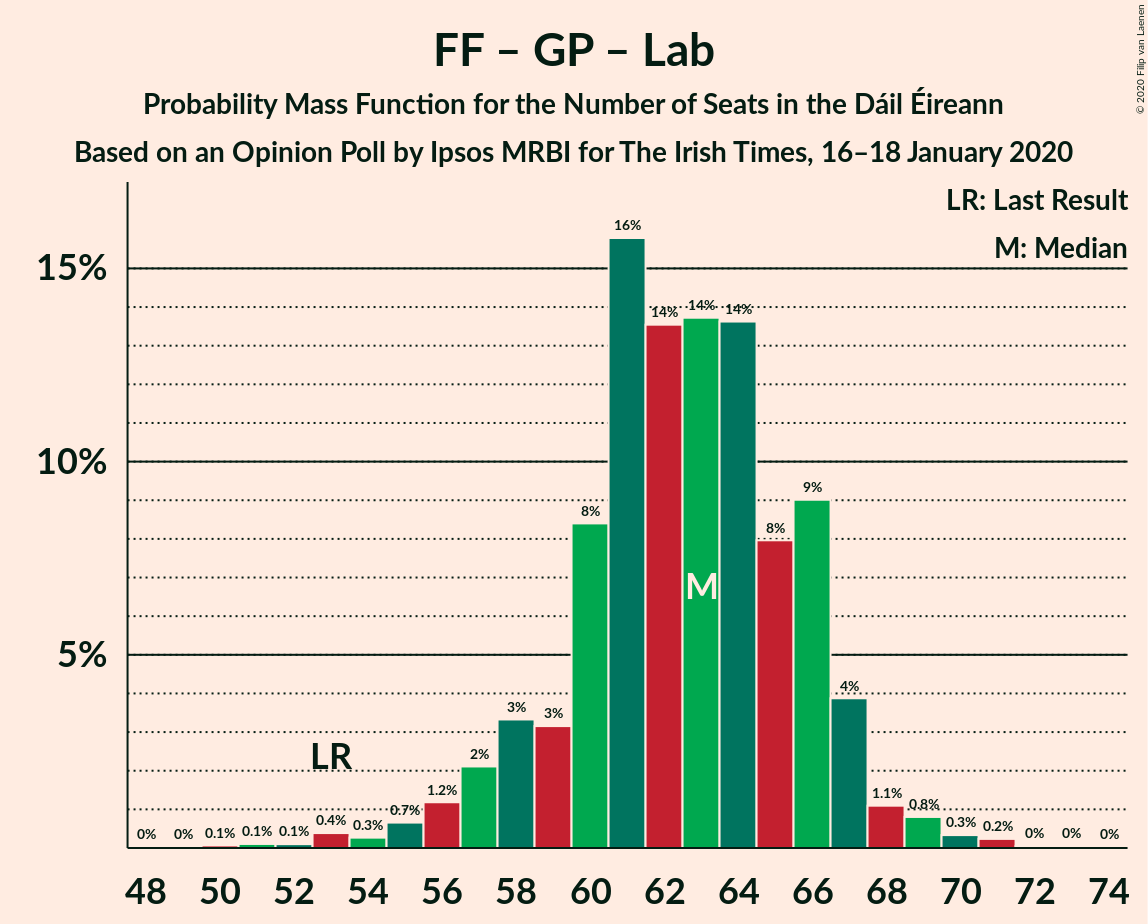 FF – GP – Lab
Probability Mass Function for the Number of Seats in the Dáil Éireann
Based on an Opinion Poll by Ipsos MRBI for The Irish Times, 16–18 January 2020
© 2020 Filip van Laenen
LR: Last Result
M: Median
15%
10%
5%
0% 0% 0.1% 0.1% 0.1% 0.4% 0.3% 0.7% 1.2% 2% 3% 3% 8% 16% 14% 14% 14% 8% 9% 4% 1.1% 0.8% 0.3% 0.2% 0% 0% 0%
LR
M
48 50 52 54 56 58 60 62 64 66 68 70 72 74